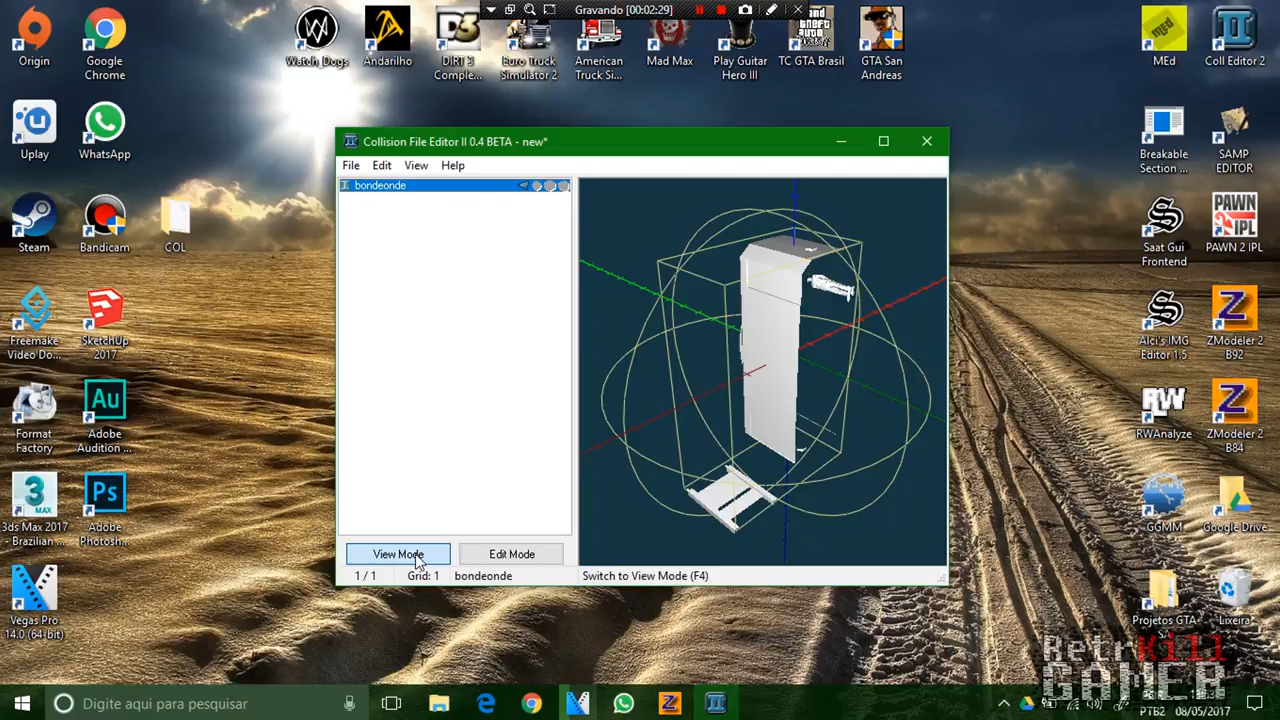 Gravando [00:02:29]
Origin
Google
Chrome
Watch_Dogs
Andarilho
DiRT 3
Comple...
Euro Truck
Simulator 2
American
Truck Si...
Mad Max
Play Guitar
Hero III
TC GTA Brasil
GTA San
Andreas
MEd
Coll Editor 2
Uplay
WhatsApp
Breakable
Section ...
SAMP
EDITOR
Steam
Bandicam
COL
Saat Gui
Frontend
PAWN 2 IPL
Freemake
Video Do...
SketchUp
2017
Alci's IMG
Editor 1.5
ZModeler 2
B92
Format
Factory
Adobe
Audition ...
RWAnalyze
ZModeler 2
B84
3ds Max 2017
- Brazilian ...
Adobe
Photosh...
GGMM
Google Drive
Vegas Pro
14.0 (64-bit)
Projetos GTA
Lixeira
Collision File Editor II 0.4 BETA - new*
File Edit View Help
bondeonde
View Mode
Edit Mode
1 / 1
Grid: 1
bondeonde
Switch to View Mode (F4)
RetrKill
GAMER
Digite aqui para pesquisar
PTB2
08/05/2017